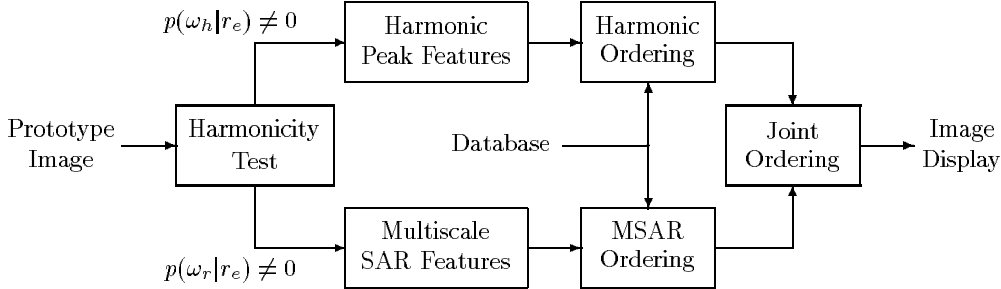 p(ω_h|r_e) ≠ 0
Harmonic
Peak Features
Harmonic
Ordering
Prototype
Image
Harmonicity
Test
Database
Joint
Ordering
Image
Display
Multiscale
SAR Features
MSAR
Ordering
p(ω_r|r_e) ≠ 0